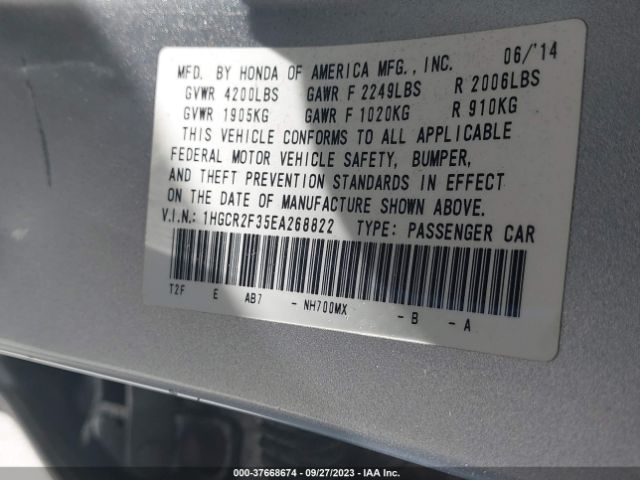 06/'14
MFD. BY HONDA OF AMERICA MFG., INC.
GVWR 4200LBS GAWR F 2249LBS R 2006LBS
GVWR 1905KG GAWR F 1020KG R 910KG
THIS VEHICLE CONFORMS TO ALL APPLICABLE
FEDERAL MOTOR VEHICLE SAFETY, BUMPER,
AND THEFT PREVENTION STANDARDS IN EFFECT
ON THE DATE OF MANUFACTURE SHOWN ABOVE.
V.I.N.: 1HGCR2F35EA268822 TYPE: PASSENGER CAR
T2F E AB7 - NH700MX - B - A
000-37668674 / 09/27/2023 / IAA Inc.